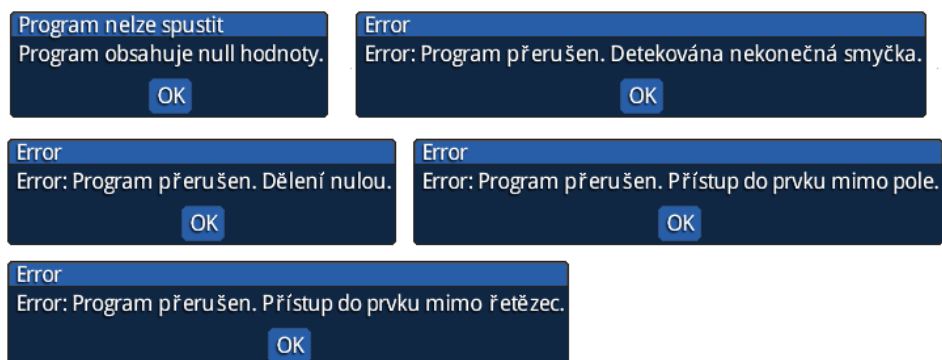 Program nelze spustit
Program obsahuje null hodnoty.
OK
Error
Error: Program přerušen. Detekována nekonečná smyčka.
OK
Error
Error: Program přerušen. Dělení nulou.
OK
Error
Error: Program přerušen. Přístup do prvku mimo pole.
OK
Error
Error: Program přerušen. Přístup do prvku mimo řetězec.
OK